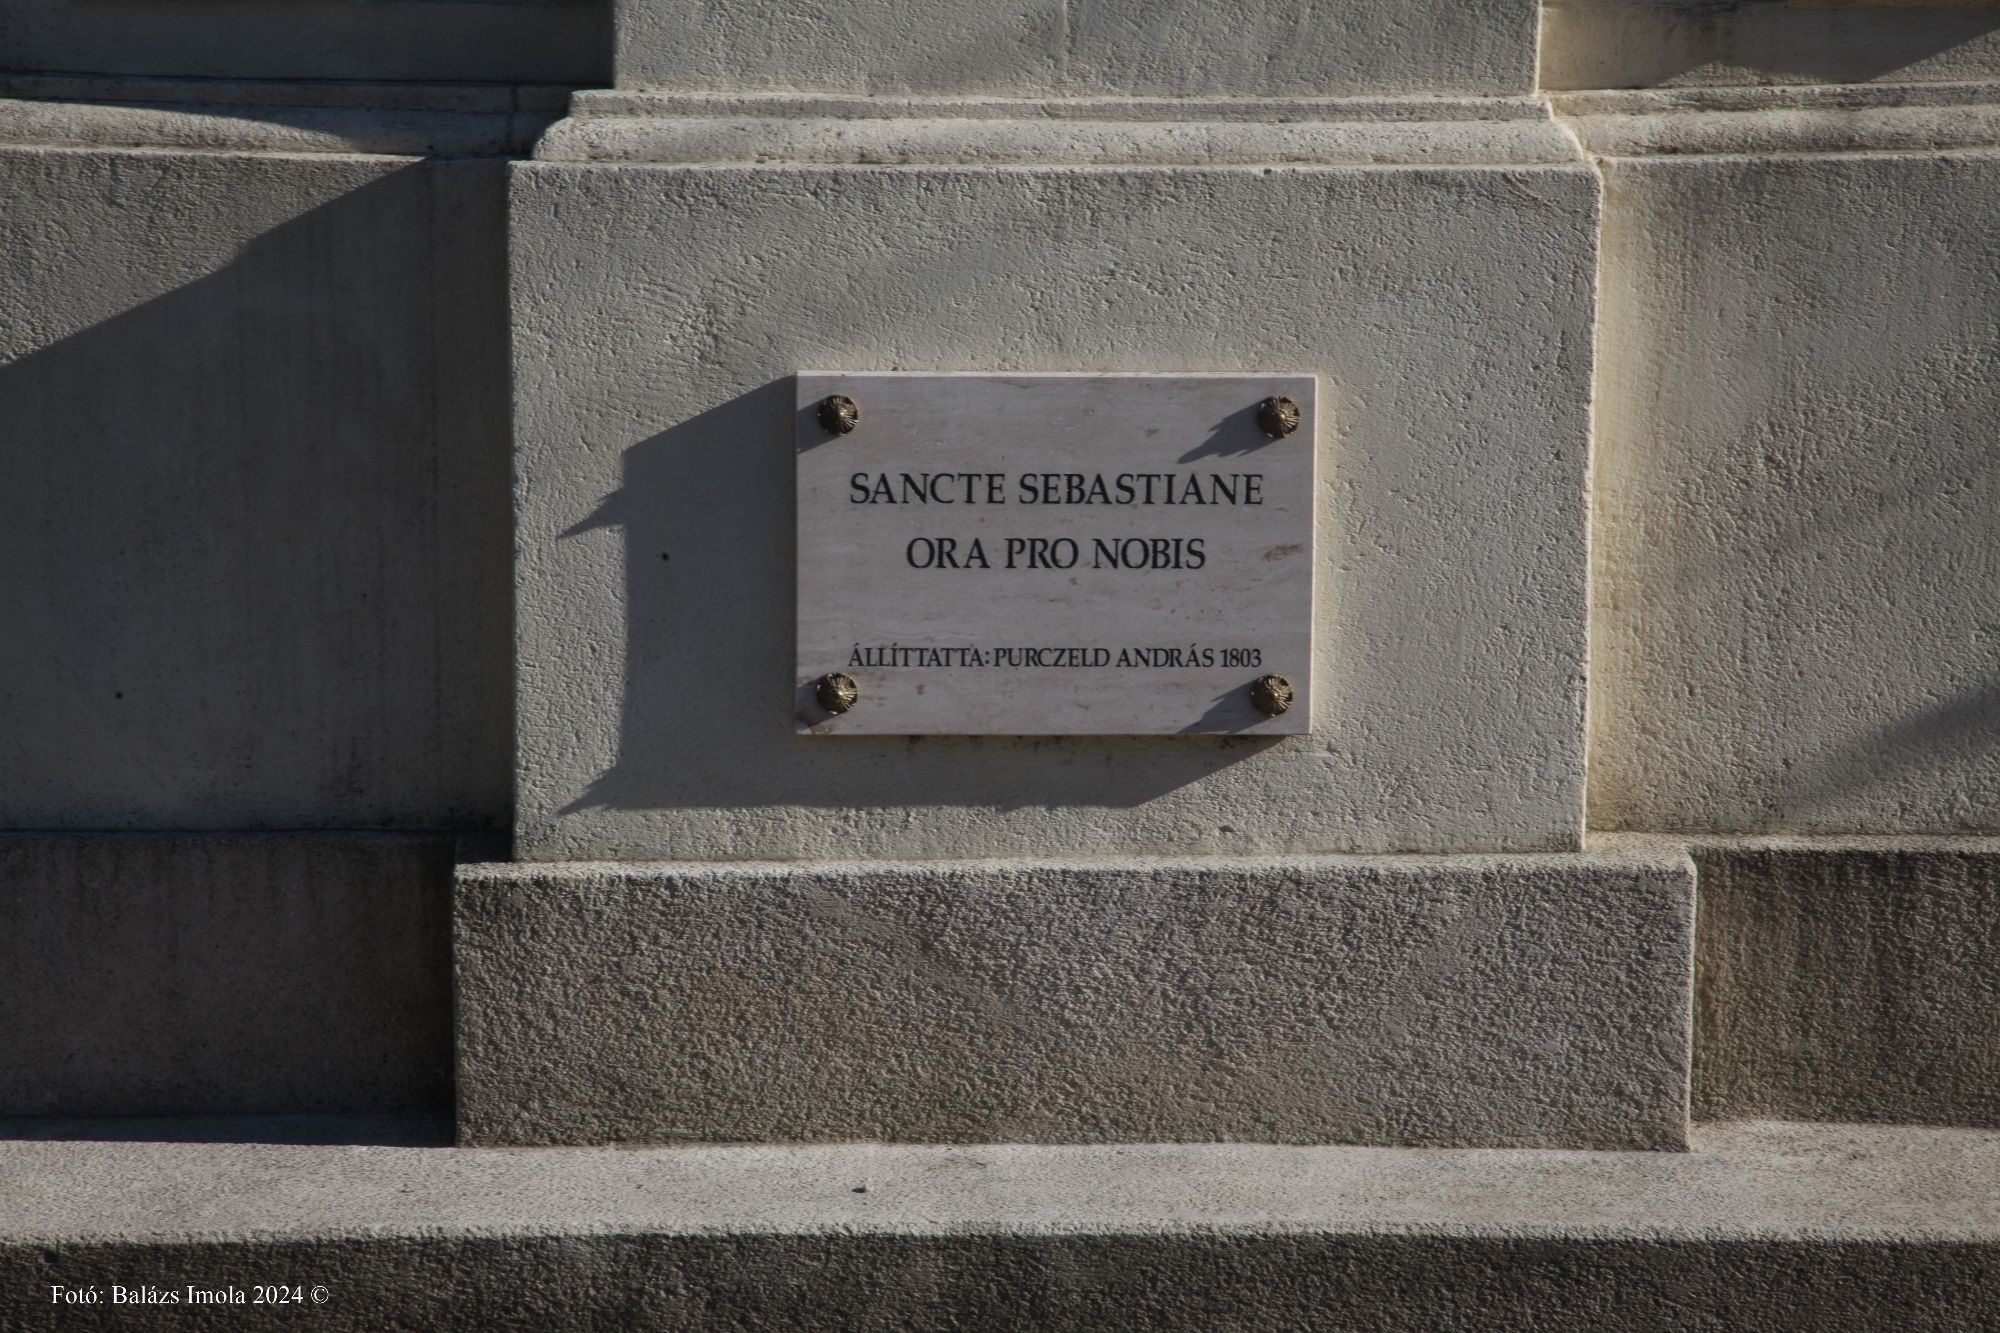 SANCTE SEBASTIANE
ORA PRO NOBIS
ÁLLÍTTATTA: PURCZELD ANDRÁS 1803
Fotó: Balázs Imola 2024 ©